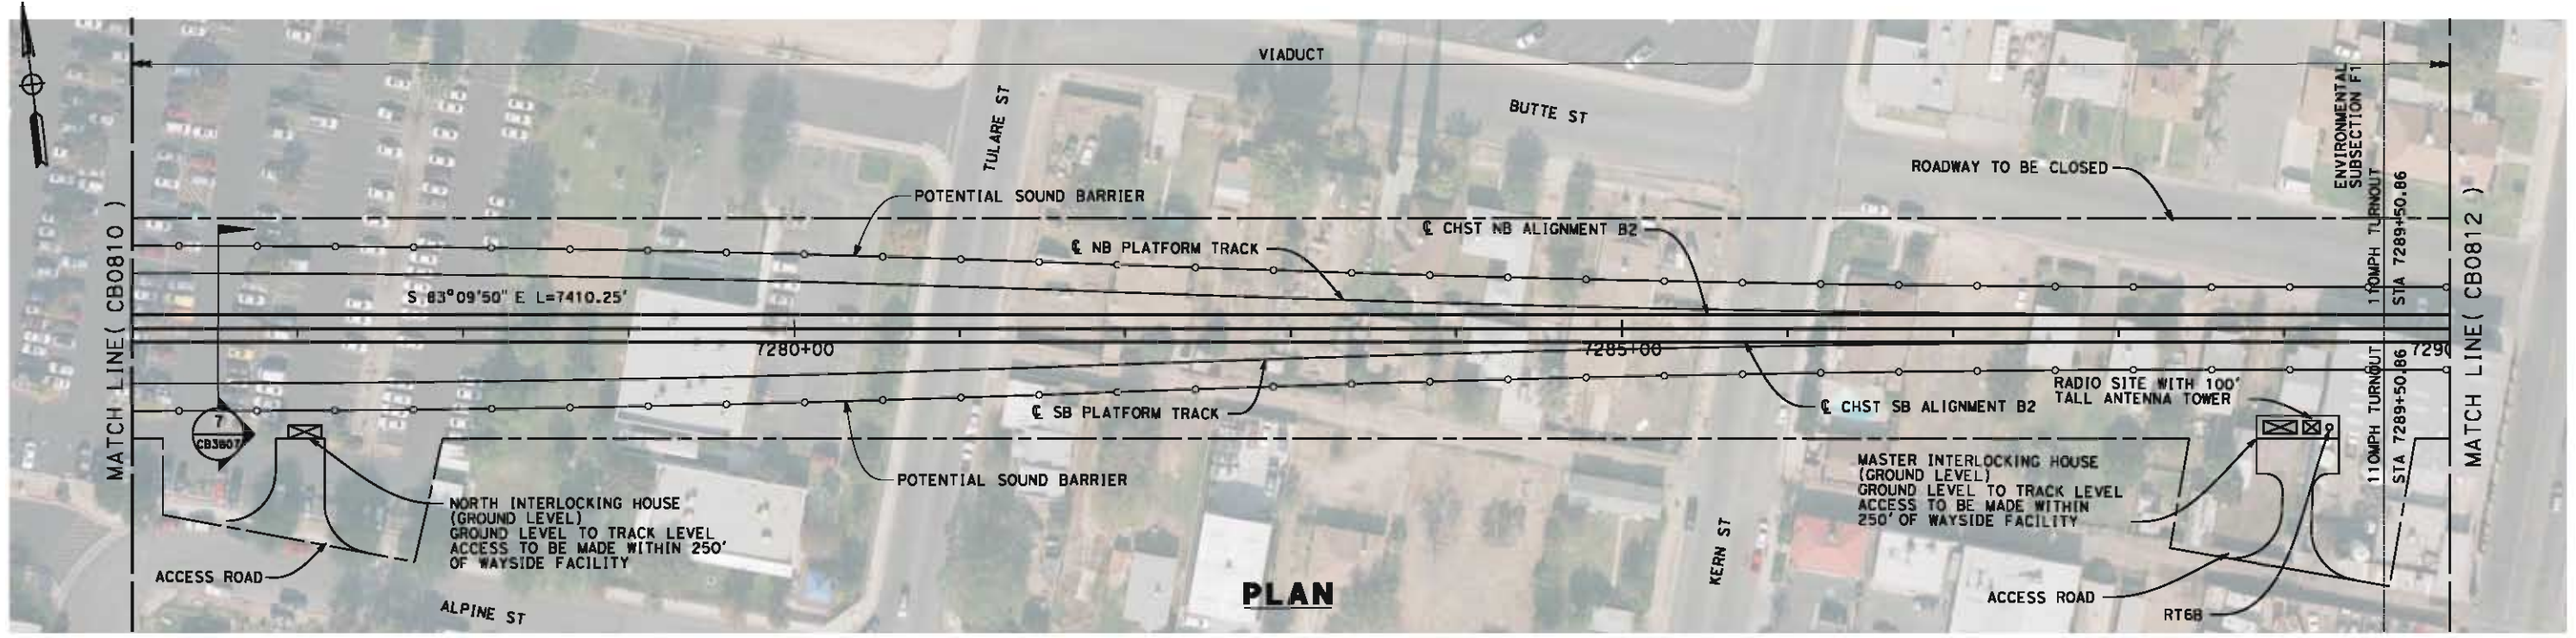 VIADUCT
TULARE ST
BUTTE ST
ENVIRONMENTAL
SUBSECTION F1
ROADWAY TO BE CLOSED
POTENTIAL SOUND BARRIER
℄ CHST NB ALIGNMENT B2
℄ NB PLATFORM TRACK
110MPH TURNOUT
STA 7289+50.86
MATCH LINE( CB0810 )
MATCH LINE( CB0812 )
S 83°09'50" E L=7410.25'
7280+00
7285+00
7290
℄ SB PLATFORM TRACK
℄ CHST SB ALIGNMENT B2
RADIO SITE WITH 100'
TALL ANTENNA TOWER
110MPH TURNOUT
STA 7289+50.86
7
CB3807
POTENTIAL SOUND BARRIER
NORTH INTERLOCKING HOUSE
(GROUND LEVEL)
GROUND LEVEL TO TRACK LEVEL
ACCESS TO BE MADE WITHIN 250'
OF WAYSIDE FACILITY
MASTER INTERLOCKING HOUSE
(GROUND LEVEL)
GROUND LEVEL TO TRACK LEVEL
ACCESS TO BE MADE WITHIN
250' OF WAYSIDE FACILITY
ACCESS ROAD
ALPINE ST
PLAN
KERN ST
ACCESS ROAD
RT6B